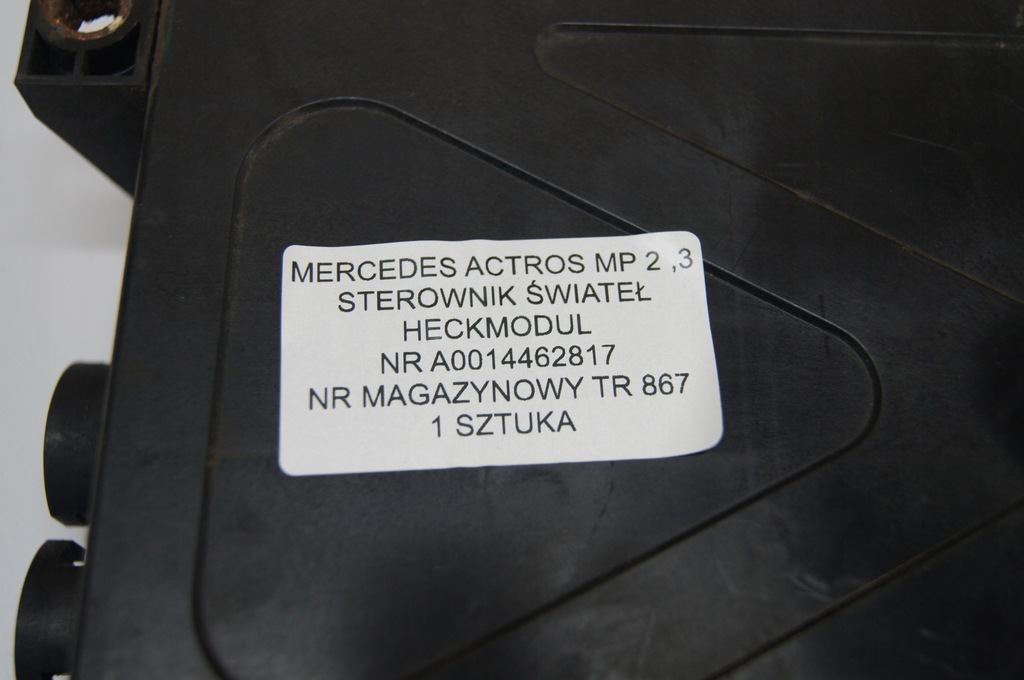 MERCEDES ACTROS MP 2 ,3
STEROWNIK ŚWIATEŁ
HECKMODUL
NR A0014462817
NR MAGAZYNOWY TR 867
1 SZTUKA